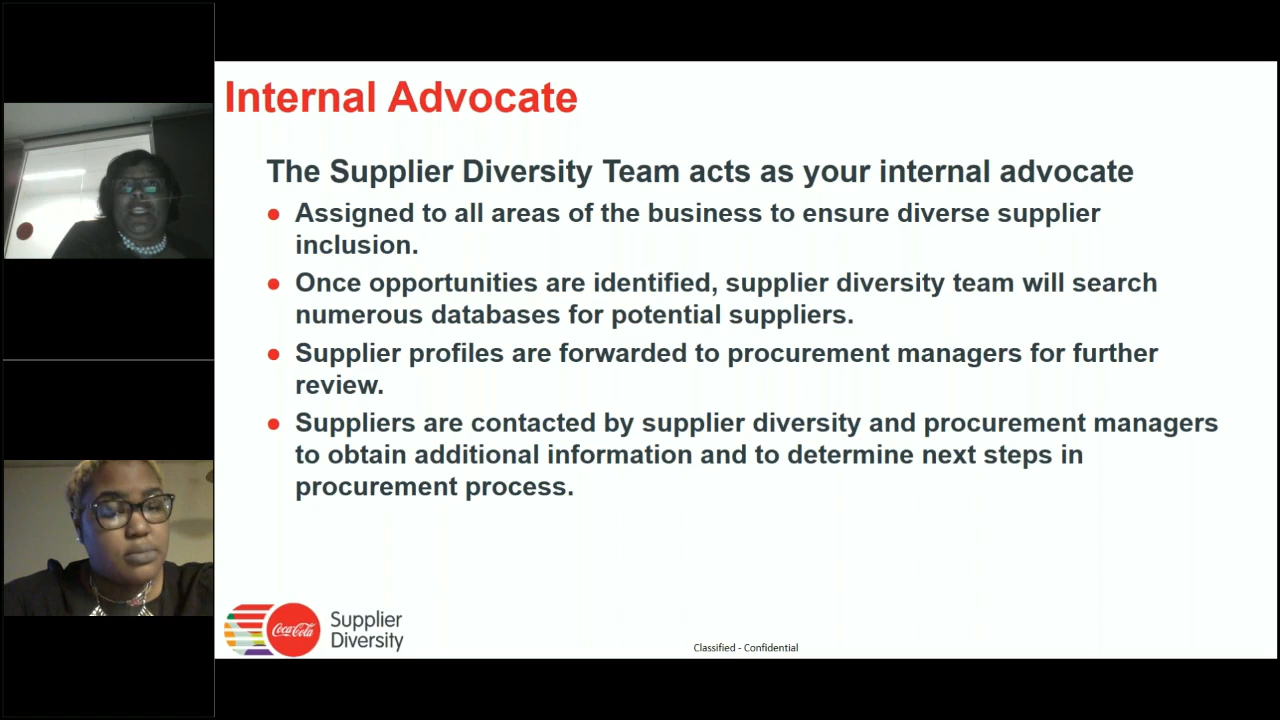 Internal Advocate
The Supplier Diversity Team acts as your internal advocate
Assigned to all areas of the business to ensure diverse supplier
inclusion.
Once opportunities are identified, supplier diversity team will search
numerous databases for potential suppliers.
Supplier profiles are forwarded to procurement managers for further
review.
Suppliers are contacted by supplier diversity and procurement managers
to obtain additional information and to determine next steps in
procurement process.
Coca-Cola
Supplier
Diversity
Classified - Confidential